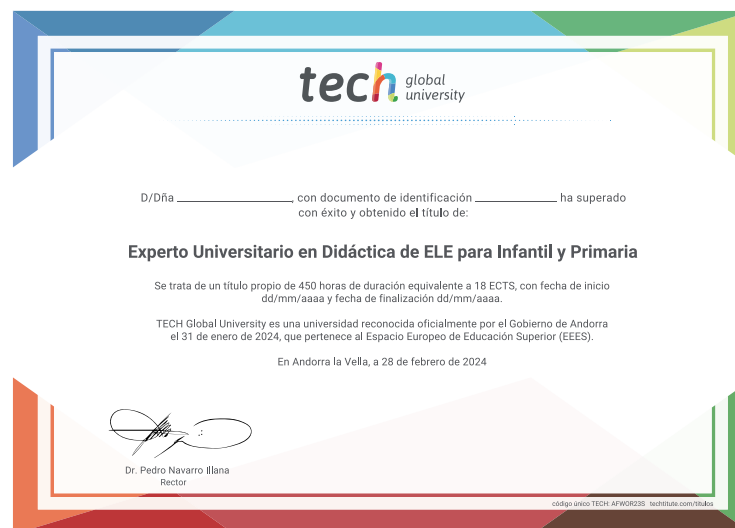 tech global
university
D/Dña ____________________, con documento de identificación ______________ ha superado
con éxito y obtenido el título de:
Experto Universitario en Didáctica de ELE para Infantil y Primaria
Se trata de un título propio de 450 horas de duración equivalente a 18 ECTS, con fecha de inicio
dd/mm/aaaa y fecha de finalización dd/mm/aaaa.
TECH Global University es una universidad reconocida oficialmente por el Gobierno de Andorra
el 31 de enero de 2024, que pertenece al Espacio Europeo de Educación Superior (EEES).
En Andorra la Vella, a 28 de febrero de 2024
Dr. Pedro Navarro Illana
Rector
código único TECH: AFWOR23S techtitute.com/títulos